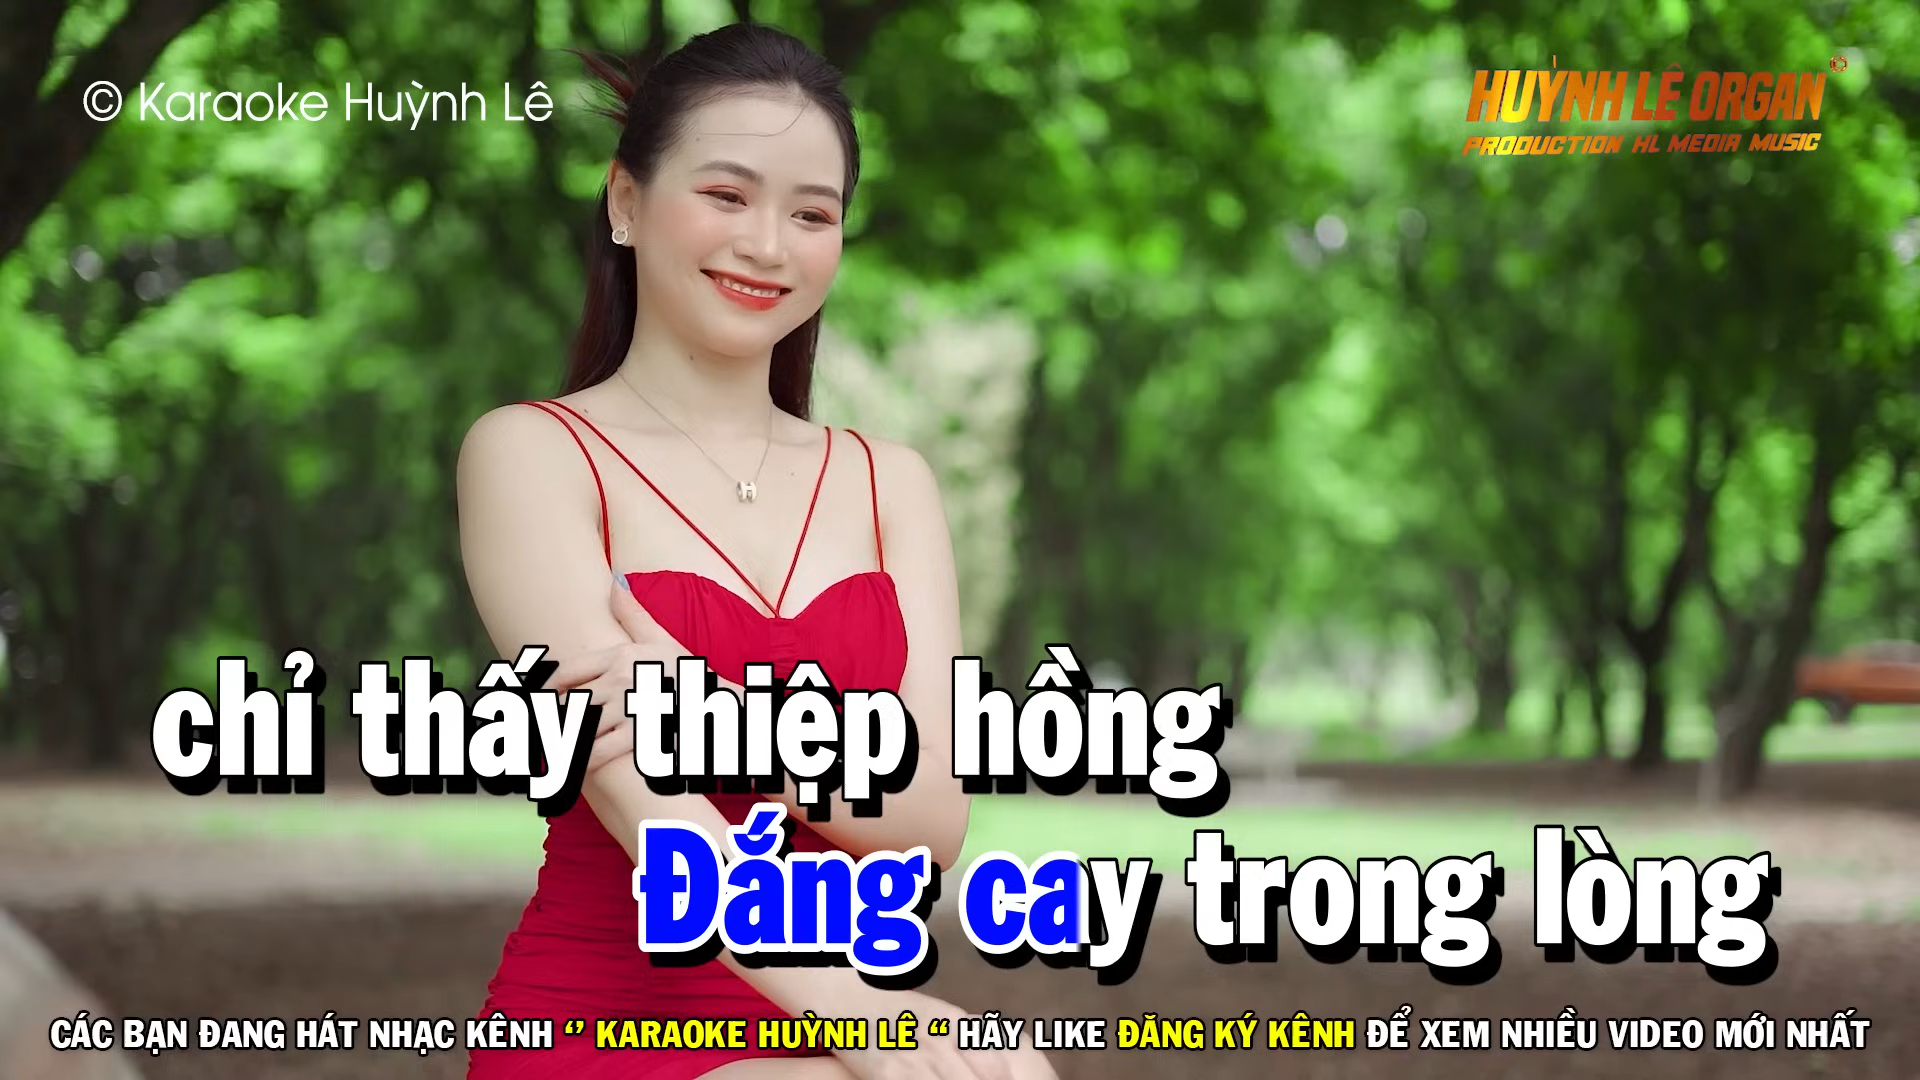 © Karaoke Huỳnh Lê
HUỲNH LÊ ORGAN
PRODUCTION HL MEDIA MUSIC
chỉ thấy thiệp hồng
Đắng cay trong lòng
CÁC BẠN ĐANG HÁT NHẠC KÊNH ‘’ KARAOKE HUỲNH LÊ “ HÃY LIKE ĐĂNG KÝ KÊNH ĐỂ XEM NHIỀU VIDEO MỚI NHẤT